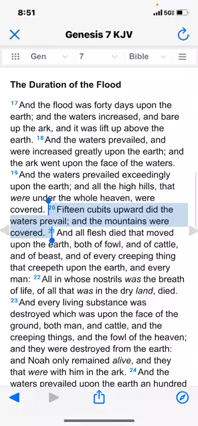 8:51
5G
Genesis 7 KJV
Gen 7 Bible
The Duration of the Flood
17 And the flood was forty days upon the
earth; and the waters increased, and bare
up the ark, and it was lift up above the
earth. 18 And the waters prevailed, and
were increased greatly upon the earth; and
the ark went upon the face of the waters.
19 And the waters prevailed exceedingly
upon the earth; and all the high hills, that
were under the whole heaven, were
covered. 20 Fifteen cubits upward did the
waters prevail; and the mountains were
covered. 21 And all flesh died that moved
upon the earth, both of fowl, and of cattle,
and of beast, and of every creeping thing
that creepeth upon the earth, and every
man: 22 All in whose nostrils was the breath
of life, of all that was in the dry land, died.
23 And every living substance was
destroyed which was upon the face of the
ground, both man, and cattle, and the
creeping things, and the fowl of the heaven;
and they were destroyed from the earth:
and Noah only remained alive, and they
that were with him in the ark. 24 And the
waters prevailed upon the earth an hundred